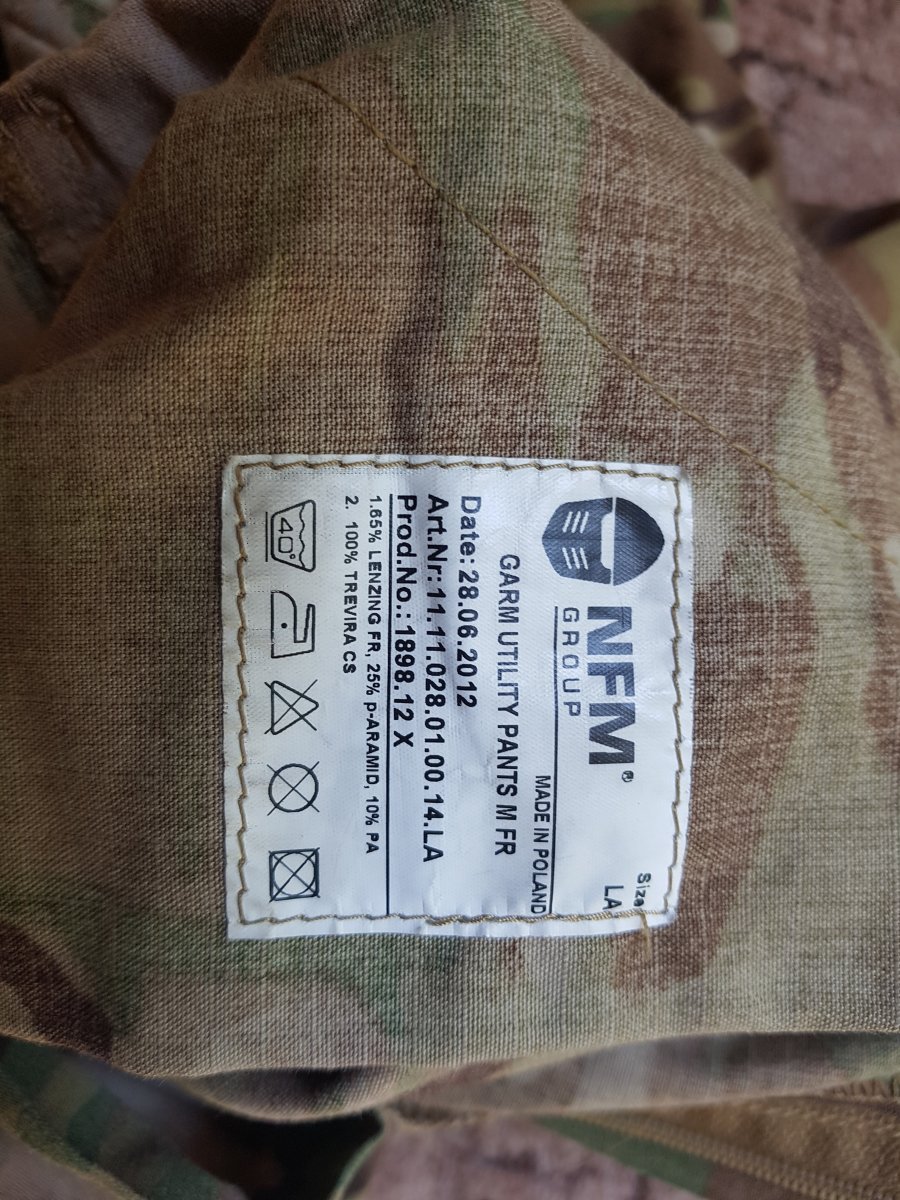 NFM®
GROUP
Size
LA
MADE IN POLAND
GARM UTILITY PANTS M FR
Date: 28.06.2012
Art.Nr: 11.11.028.01.00.14.LA
Prod.No.: 1898.12 X
1.65% LENZING FR, 25% p-ARAMID, 10% PA
2. 100% TREVIRA CS
40°